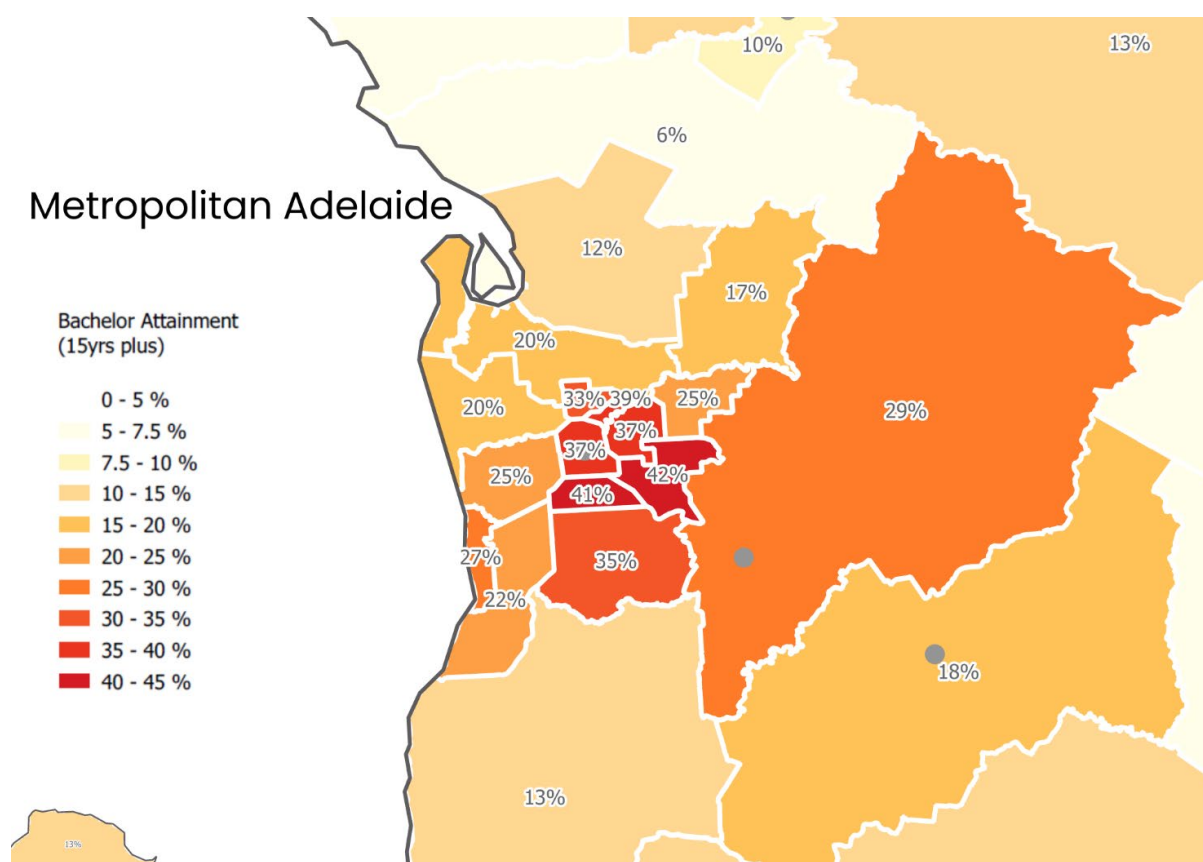 10%
13%
6%
Metropolitan Adelaide
12%
17%
Bachelor Attainment
(15yrs plus)
0 - 5 %
5 - 7.5 %
7.5 - 10 %
10 - 15 %
15 - 20 %
20 - 25 %
25 - 30 %
30 - 35 %
35 - 40 %
40 - 45 %
20%
33%
39%
25%
20%
29%
37%
37%
42%
25%
41%
27%
35%
22%
18%
13%
13%